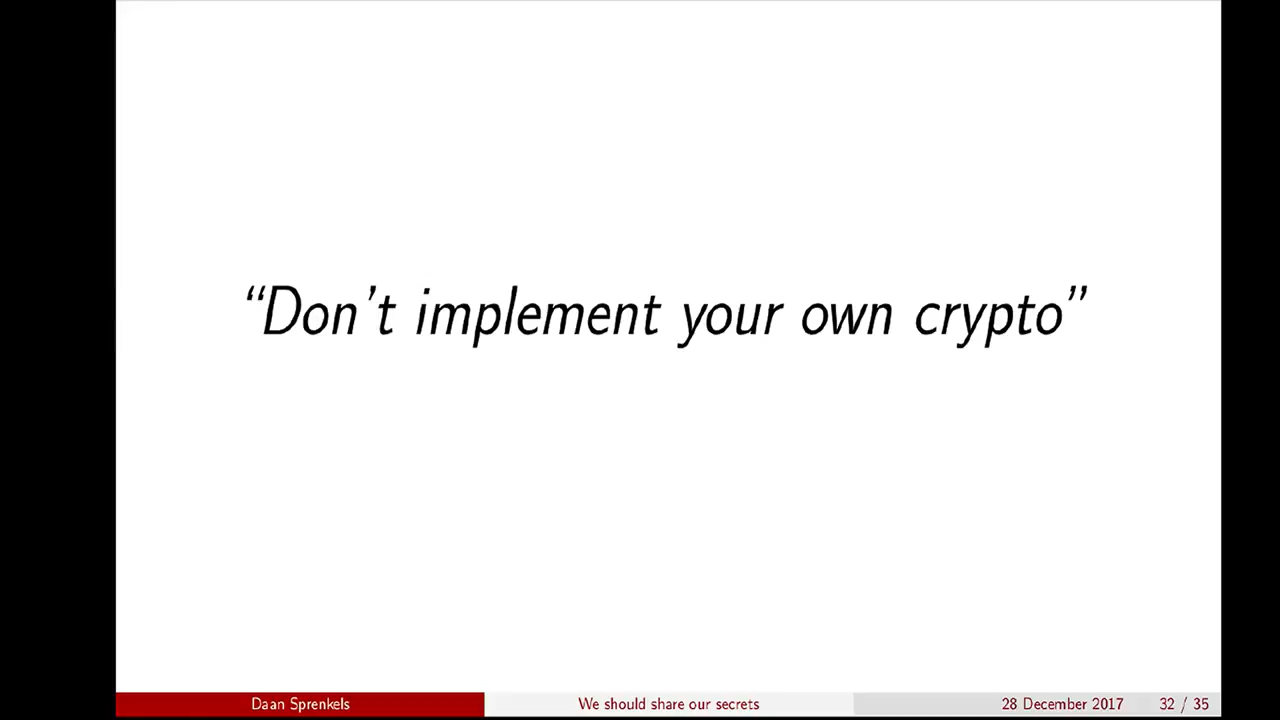 “Don’t implement your own crypto”
Daan Sprenkels We should share our secrets 28 December 2017 32 / 35